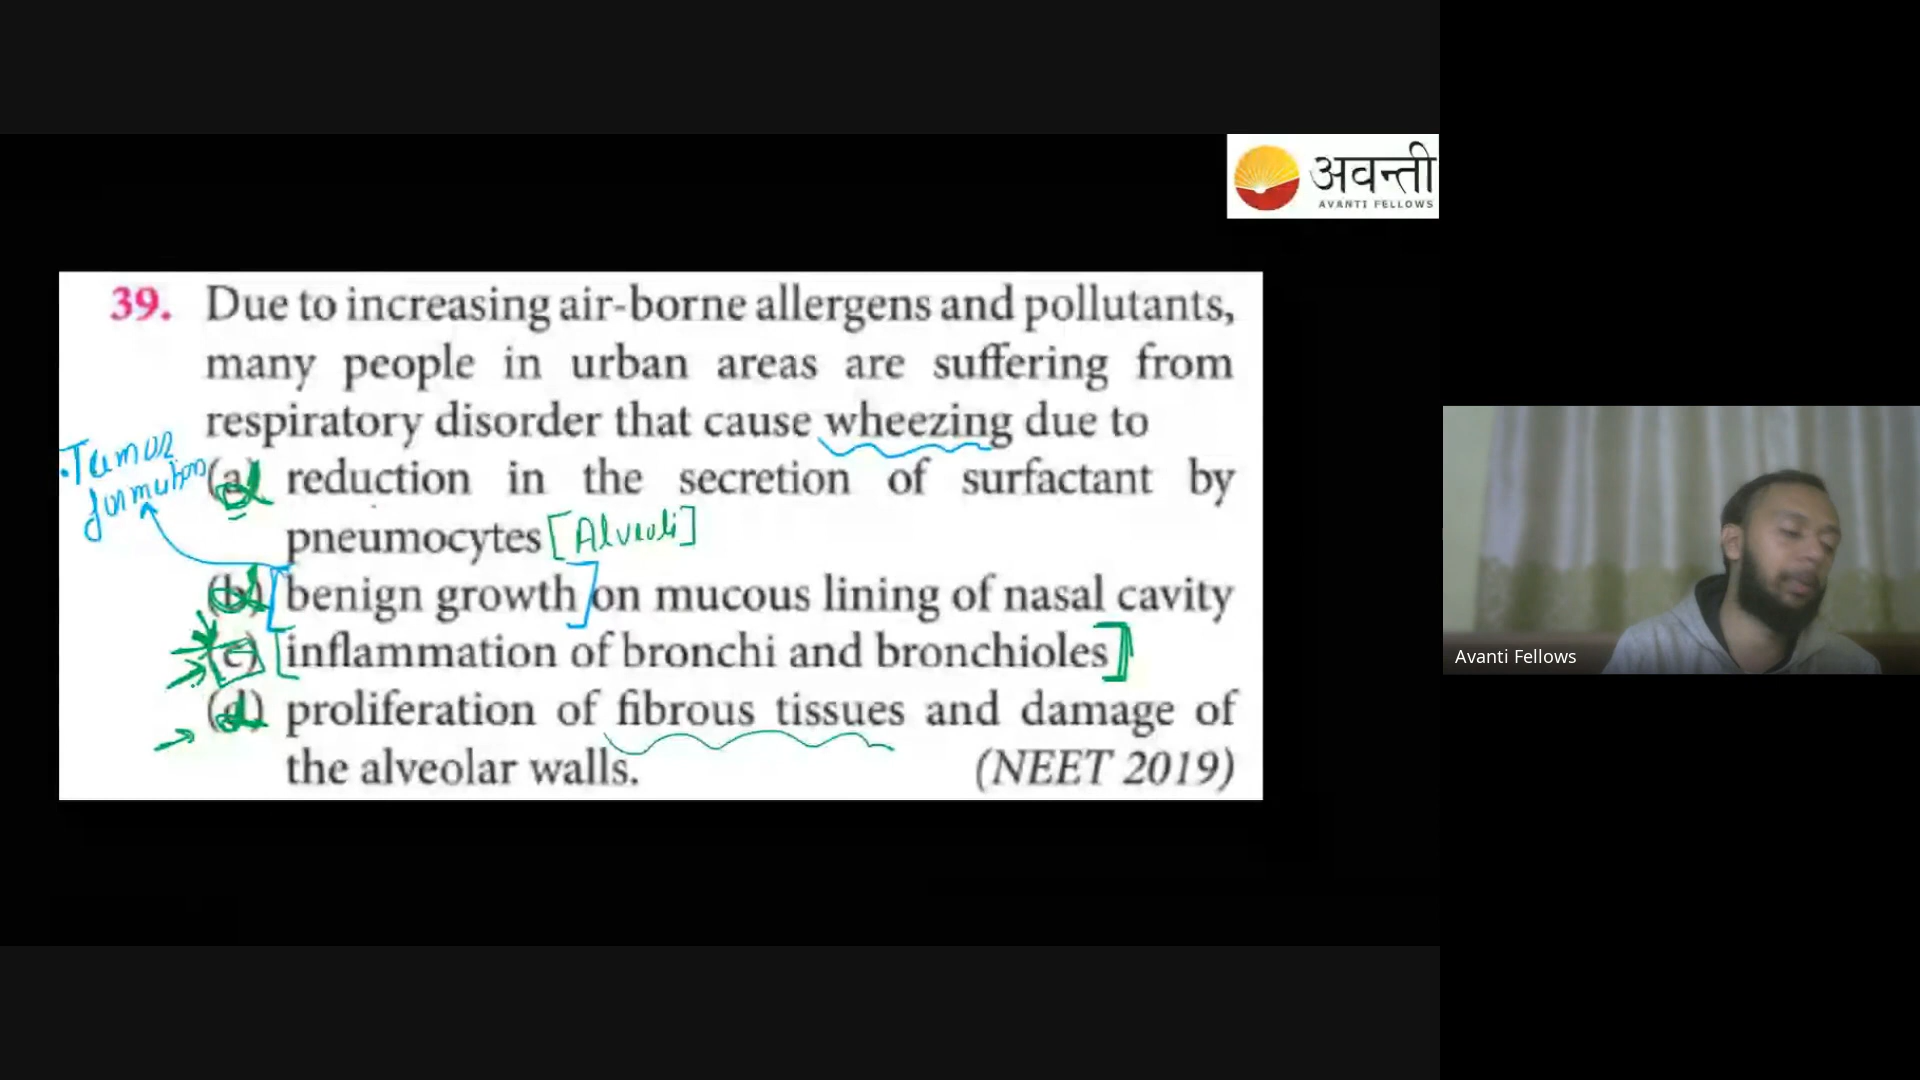 अवन्ती
AVANTI FELLOWS
39. Due to increasing air-borne allergens and pollutants,
many people in urban areas are suffering from
respiratory disorder that cause wheezing due to
Tumor
formation
(a) reduction in the secretion of surfactant by
pneumocytes [Alveoli]
(b) [benign growth] on mucous lining of nasal cavity
(c) [inflammation of bronchi and bronchioles]
(d) proliferation of fibrous tissues and damage of
the alveolar walls. (NEET 2019)
Avanti Fellows